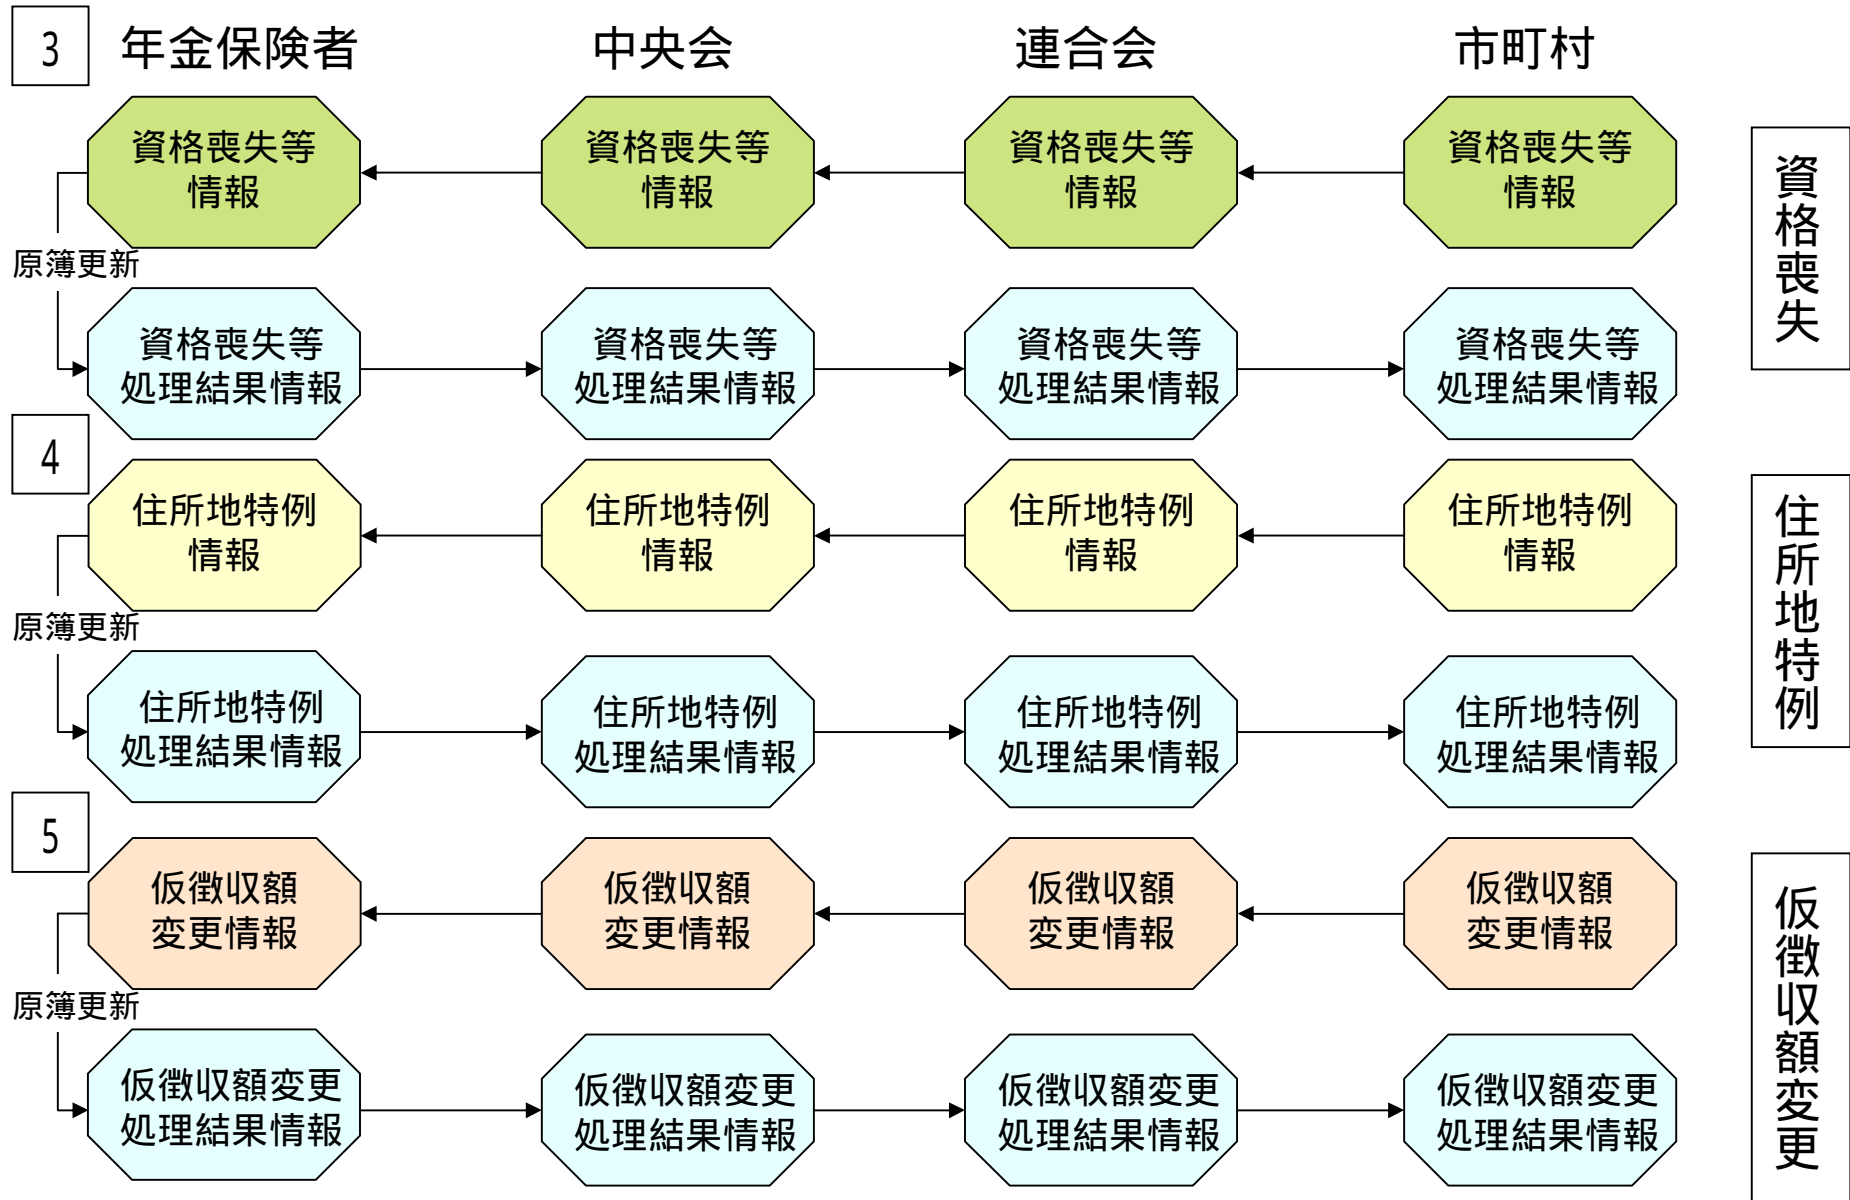 3
年金保険者
中央会
連合会
市町村
資格喪失等
情報
資格喪失等
情報
資格喪失等
情報
資格喪失等
情報
資格喪失
原簿更新
資格喪失等
処理結果情報
資格喪失等
処理結果情報
資格喪失等
処理結果情報
資格喪失等
処理結果情報
4
住所地特例
情報
住所地特例
情報
住所地特例
情報
住所地特例
情報
住所地特例
原簿更新
住所地特例
処理結果情報
住所地特例
処理結果情報
住所地特例
処理結果情報
住所地特例
処理結果情報
5
仮徴収額
変更情報
仮徴収額
変更情報
仮徴収額
変更情報
仮徴収額
変更情報
仮徴収額変更
原簿更新
仮徴収額変更
処理結果情報
仮徴収額変更
処理結果情報
仮徴収額変更
処理結果情報
仮徴収額変更
処理結果情報